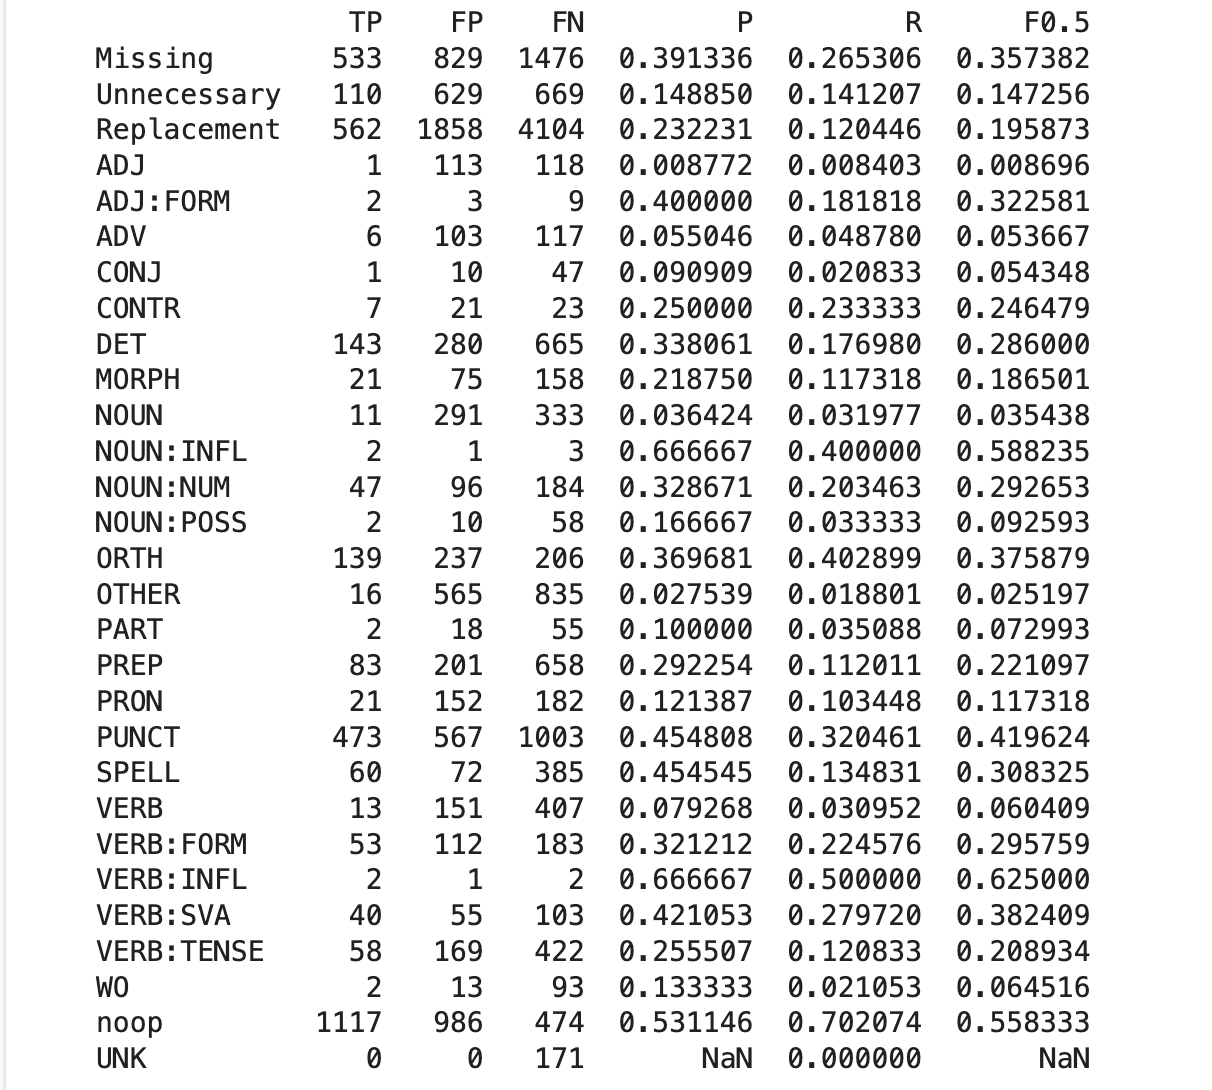 TP FP FN P R F0.5
Missing 533 829 1476 0.391336 0.265306 0.357382
Unnecessary 110 629 669 0.148850 0.141207 0.147256
Replacement 562 1858 4104 0.232231 0.120446 0.195873
ADJ 1 113 118 0.008772 0.008403 0.008696
ADJ:FORM 2 3 9 0.400000 0.181818 0.322581
ADV 6 103 117 0.055046 0.048780 0.053667
CONJ 1 10 47 0.090909 0.020833 0.054348
CONTR 7 21 23 0.250000 0.233333 0.246479
DET 143 280 665 0.338061 0.176980 0.286000
MORPH 21 75 158 0.218750 0.117318 0.186501
NOUN 11 291 333 0.036424 0.031977 0.035438
NOUN:INFL 2 1 3 0.666667 0.400000 0.588235
NOUN:NUM 47 96 184 0.328671 0.203463 0.292653
NOUN:POSS 2 10 58 0.166667 0.033333 0.092593
ORTH 139 237 206 0.369681 0.402899 0.375879
OTHER 16 565 835 0.027539 0.018801 0.025197
PART 2 18 55 0.100000 0.035088 0.072993
PREP 83 201 658 0.292254 0.112011 0.221097
PRON 21 152 182 0.121387 0.103448 0.117318
PUNCT 473 567 1003 0.454808 0.320461 0.419624
SPELL 60 72 385 0.454545 0.134831 0.308325
VERB 13 151 407 0.079268 0.030952 0.060409
VERB:FORM 53 112 183 0.321212 0.224576 0.295759
VERB:INFL 2 1 2 0.666667 0.500000 0.625000
VERB:SVA 40 55 103 0.421053 0.279720 0.382409
VERB:TENSE 58 169 422 0.255507 0.120833 0.208934
WO 2 13 93 0.133333 0.021053 0.064516
noop 1117 986 474 0.531146 0.702074 0.558333
UNK 0 0 171 NaN 0.000000 NaN